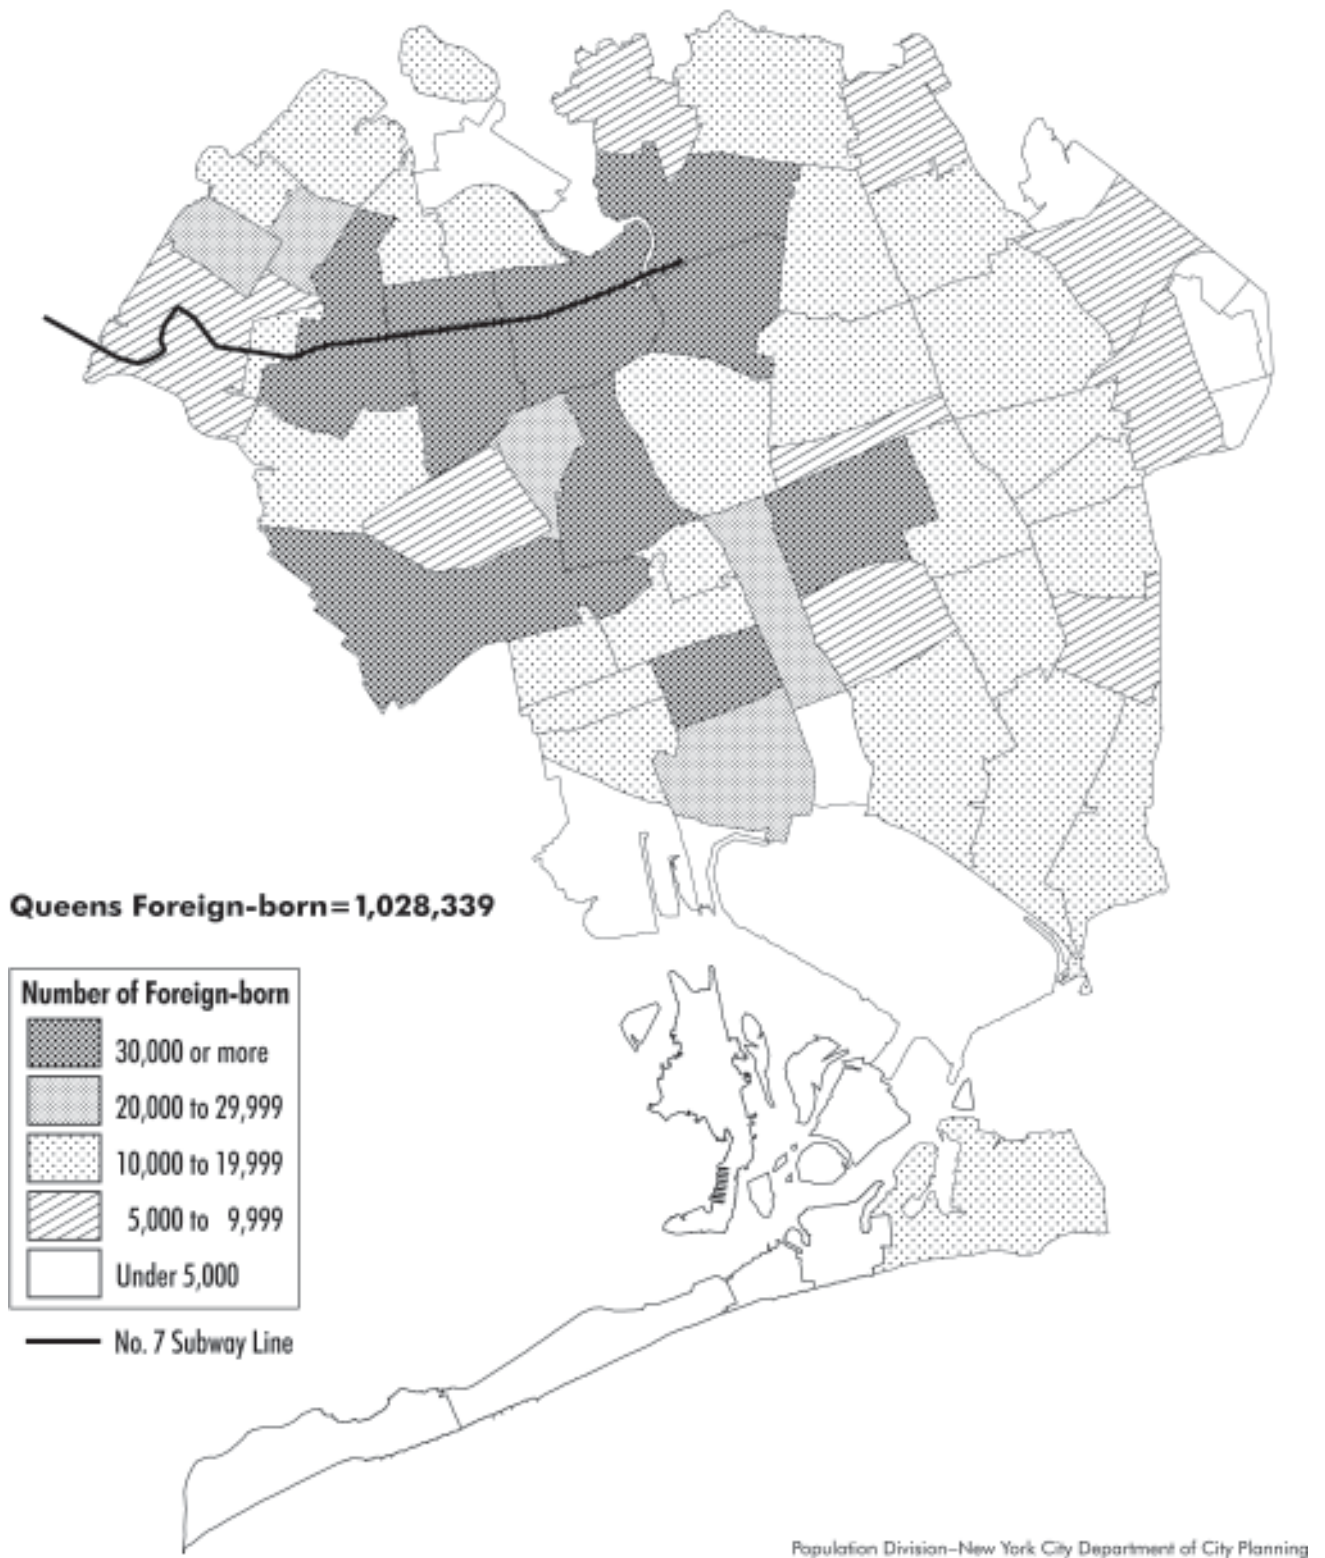 Queens Foreign-born=1,028,339
Number of Foreign-born
30,000 or more
20,000 to 29,999
10,000 to 19,999
5,000 to 9,999
Under 5,000
No. 7 Subway Line
Population Division–New York City Department of City Planning